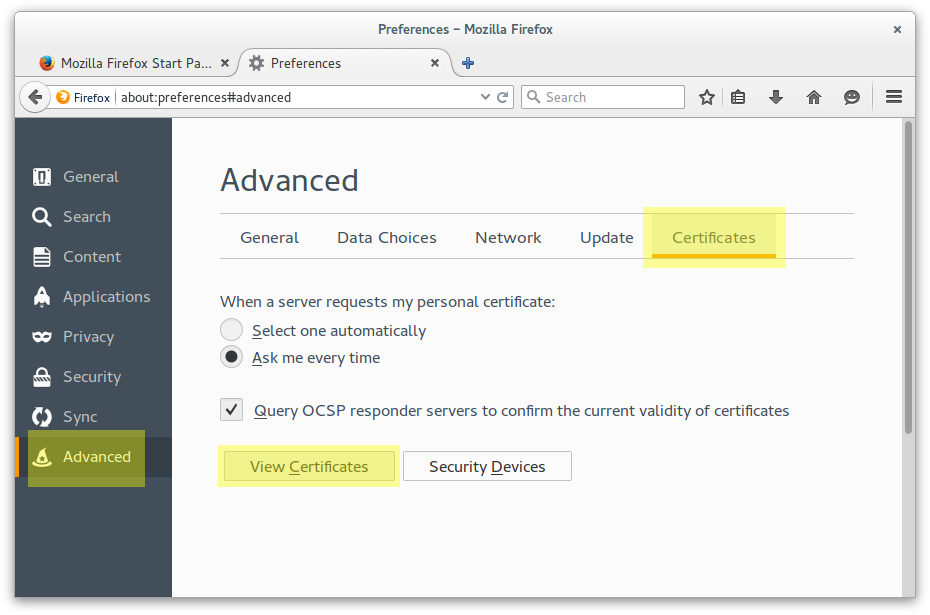 Preferences – Mozilla Firefox
Mozilla Firefox Start Pa...
Preferences
Firefox
about:preferences#advanced
Search
General
Search
Content
Applications
Privacy
Security
Sync
Advanced
Advanced
General Data Choices Network Update Certificates
When a server requests my personal certificate:
Select one automatically
Ask me every time
Query OCSP responder servers to confirm the current validity of certificates
View Certificates Security Devices